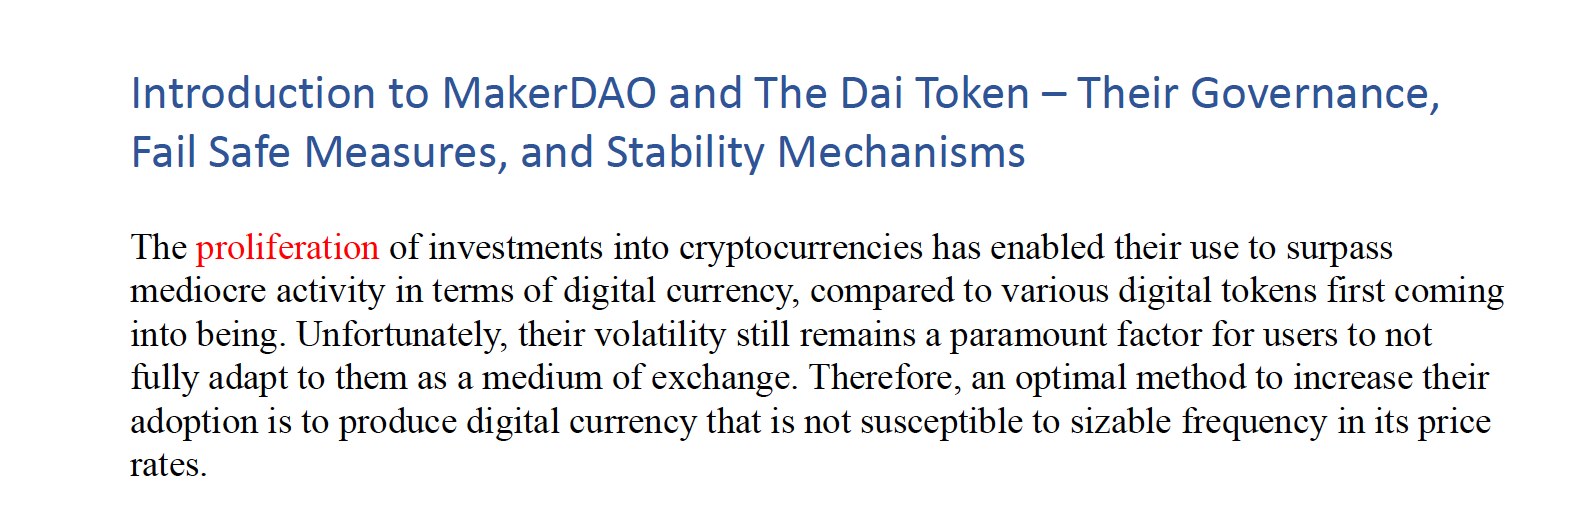 Introduction to MakerDAO and The Dai Token – Their Governance,
Fail Safe Measures, and Stability Mechanisms
The proliferation of investments into cryptocurrencies has enabled their use to surpass
mediocre activity in terms of digital currency, compared to various digital tokens first coming
into being. Unfortunately, their volatility still remains a paramount factor for users to not
fully adapt to them as a medium of exchange. Therefore, an optimal method to increase their
adoption is to produce digital currency that is not susceptible to sizable frequency in its price
rates.